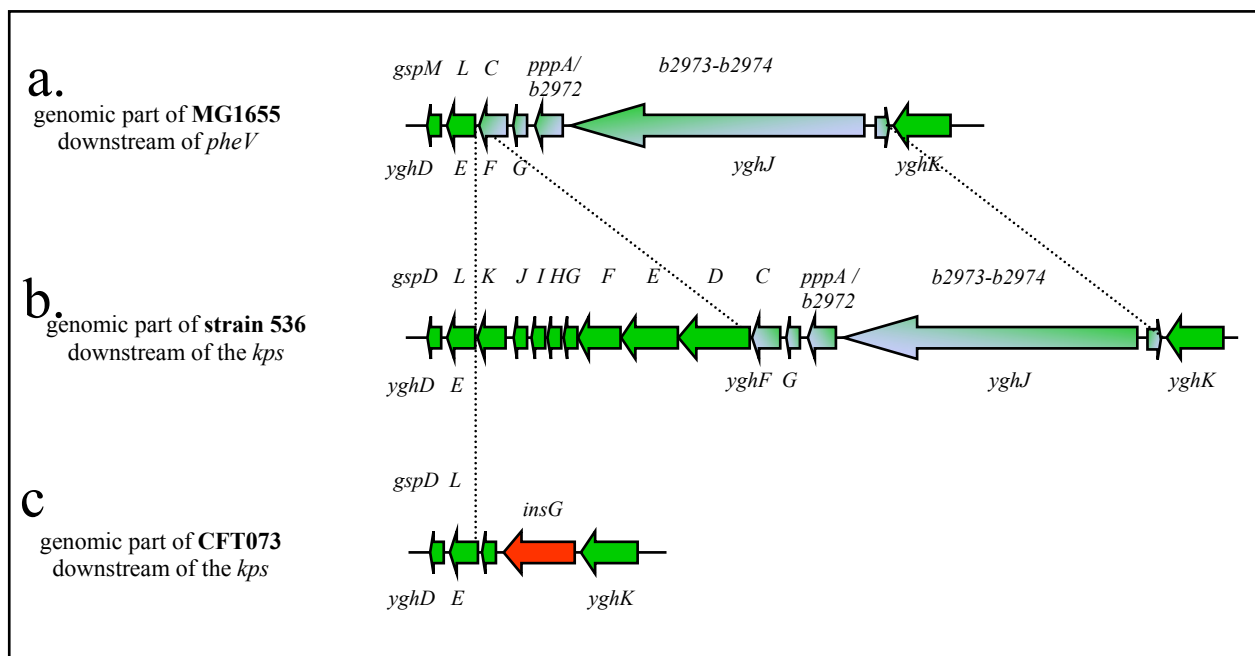 a.
genomic part of MG1655
downstream of pheV
gspM L C pppA/ b2973-b2974
b2972
yghD E F G yghJ yghK
b.
genomic part of strain 536
downstream of the kps
gspD L K J I H G F E D C pppA / b2973-b2974
b2972
yghD E yghF G yghJ yghK
c
genomic part of CFT073
downstream of the kps
gspD L
insG
yghD E yghK